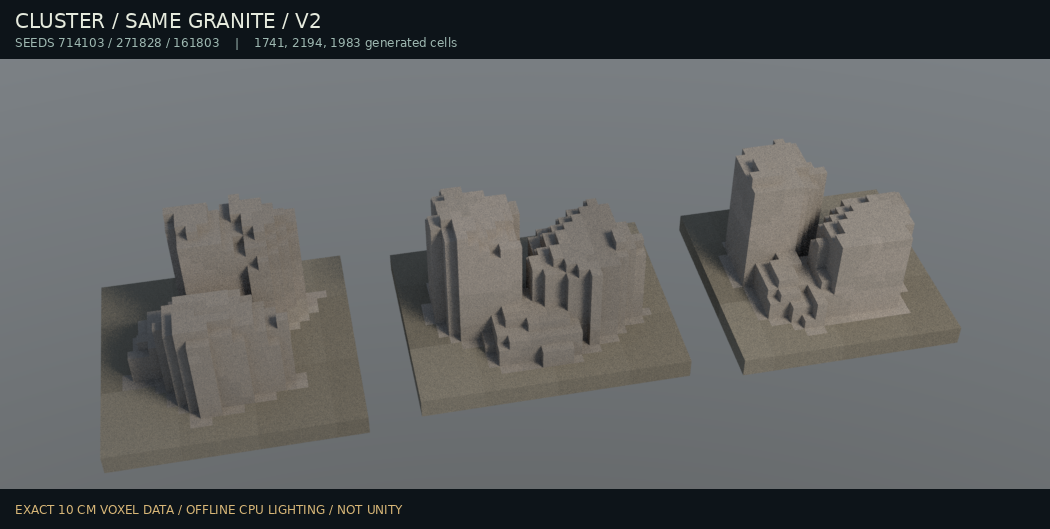 CLUSTER / SAME GRANITE / V2
SEEDS 714103 / 271828 / 161803 | 1741, 2194, 1983 generated cells
EXACT 10 CM VOXEL DATA / OFFLINE CPU LIGHTING / NOT UNITY